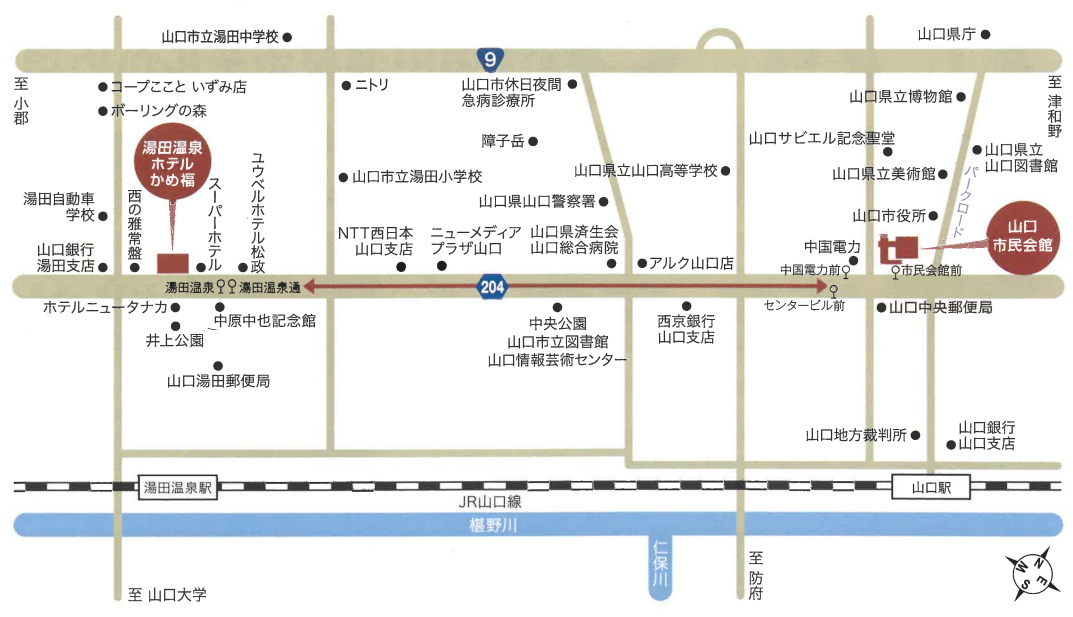 山口市立湯田中学校
山口県庁
9
至小郡
コープここと いずみ店
ボーリングの森
ニトリ
山口市休日夜間
急病診療所
山口県立博物館
至津和野
湯田温泉
ホテル
かめ福
障子岳
山口サビエル記念聖堂
山口県立
山口図書館
ユウベルホテル松政
スーパーホテル
西の雅常盤
山口市立湯田小学校
山口県立山口高等学校
山口県立美術館
パークロード
湯田自動車
学校
山口県山口警察署
山口市役所
山口
市民会館
山口銀行
湯田支店
NTT西日本
山口支店
ニューメディア
プラザ山口
山口県済生会
山口総合病院
アルク山口店
中国電力
中国電力前
市民会館前
湯田温泉
湯田温泉通
204
センタービル前
ホテルニュータナカ
中原中也記念館
井上公園
中央公園
山口市立図書館
山口情報芸術センター
西京銀行
山口支店
山口中央郵便局
山口湯田郵便局
山口地方裁判所
山口銀行
山口支店
湯田温泉駅
山口駅
JR山口線
椹野川
仁保川
至防府
至 山口大学
N
E
S
W